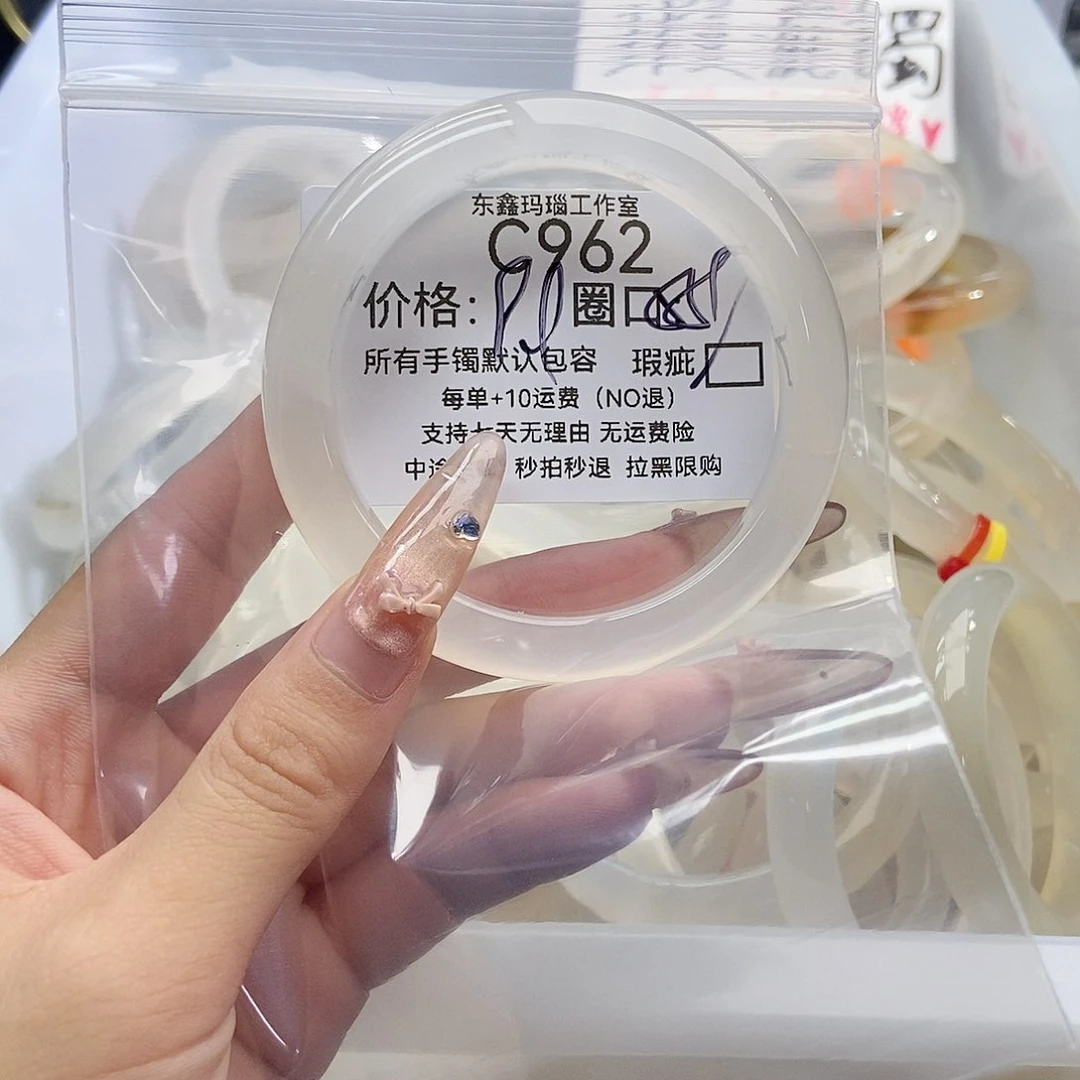 东鑫玛瑙工作室
C962
价格: 圈口
所有手镯默认包容 瑕疵
每单+10运费（NO退）
支持七天无理由 无运费险
中途 秒拍秒退 拉黑限购